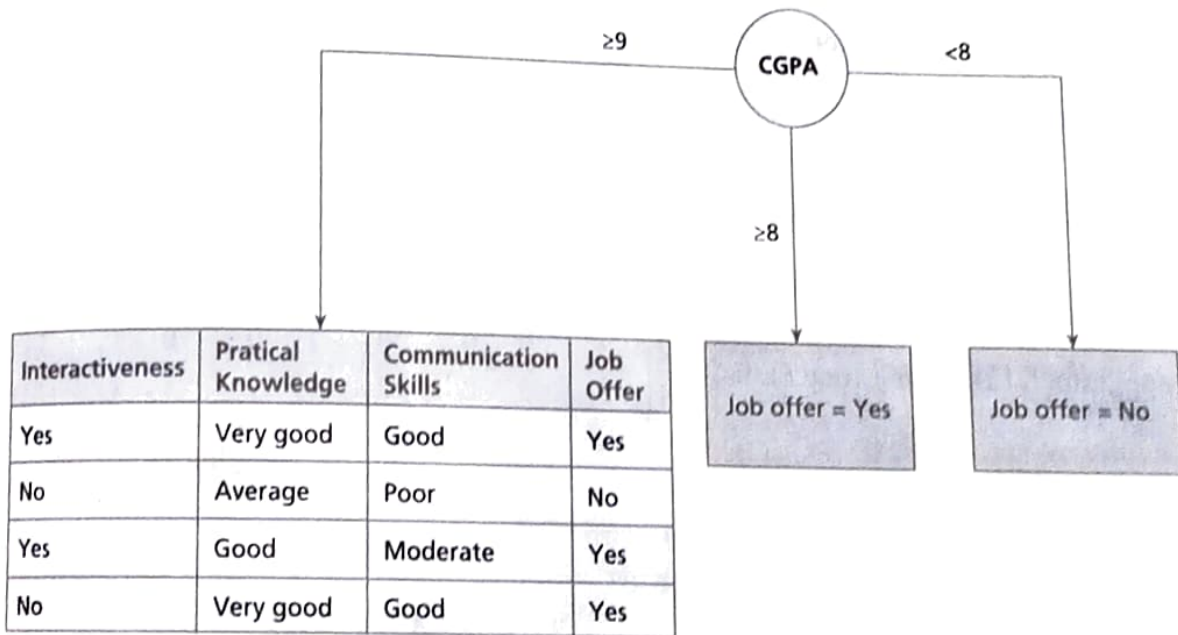 ≥9
CGPA
<8
≥8
Interactiveness
Pratical
Knowledge
Communication
Skills
Job
Offer
Yes
Very good
Good
Yes
No
Average
Poor
No
Yes
Good
Moderate
Yes
No
Very good
Good
Yes
Job offer = Yes
Job offer = No